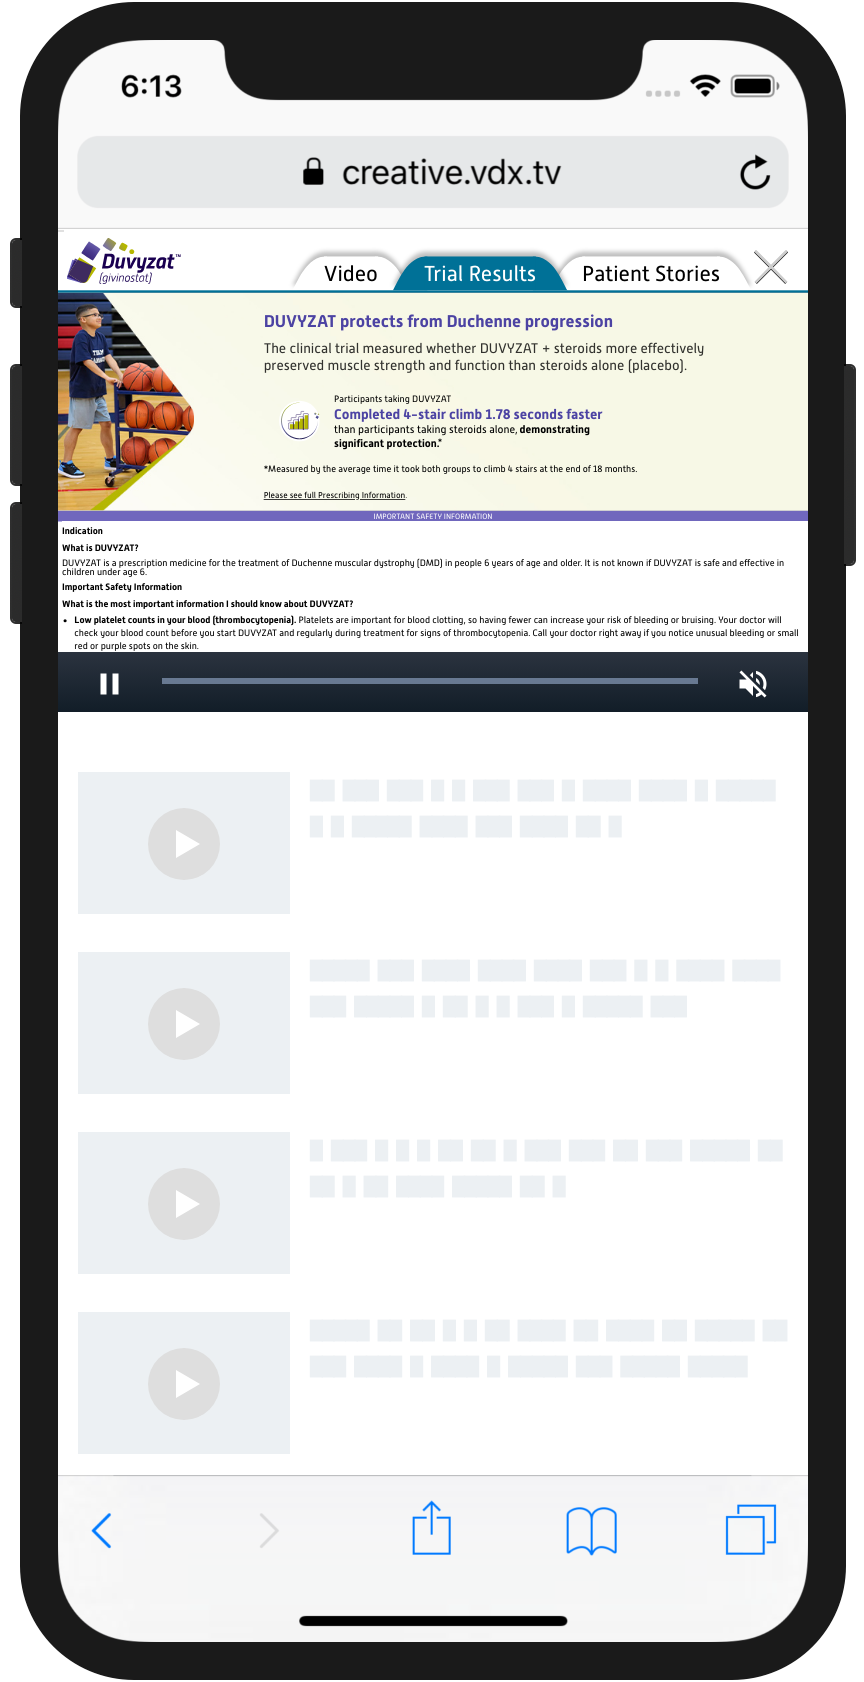 6:13
creative.vdx.tv
Duvyzat™
[givinostat]
Video
Trial Results
Patient Stories
DUVYZAT protects from Duchenne progression
The clinical trial measured whether DUVYZAT + steroids more effectively
preserved muscle strength and function than steroids alone (placebo).
Participants taking DUVYZAT
Completed 4-stair climb 1.78 seconds faster
than participants taking steroids alone, demonstrating
significant protection.*
*Measured by the average time it took both groups to climb 4 stairs at the end of 18 months.
Please see full Prescribing Information.
IMPORTANT SAFETY INFORMATION
Indication
What is DUVYZAT?
DUVYZAT is a prescription medicine for the treatment of Duchenne muscular dystrophy (DMD) in people 6 years of age and older. It is not known if DUVYZAT is safe and effective in
children under age 6.
Important Safety Information
What is the most important information I should know about DUVYZAT?
• Low platelet counts in your blood (thrombocytopenia). Platelets are important for blood clotting, so having fewer can increase your risk of bleeding or bruising. Your doctor will
check your blood count before you start DUVYZAT and regularly during treatment for signs of thrombocytopenia. Call your doctor right away if you notice unusual bleeding or small
red or purple spots on the skin.